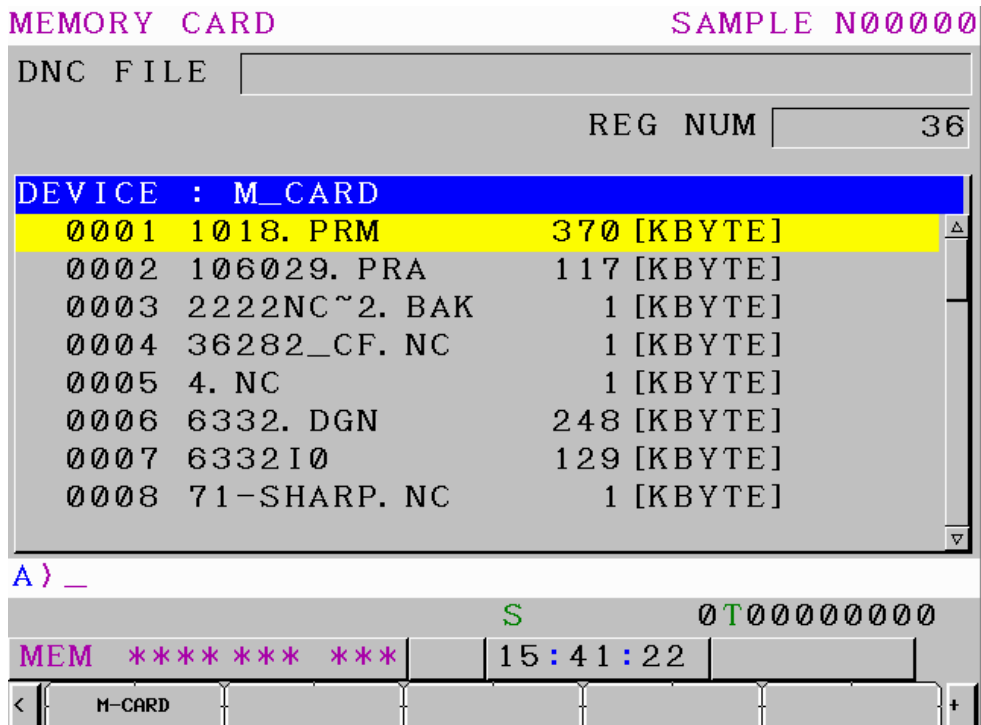 MEMORY CARD SAMPLE N00000
DNC FILE
REG NUM 36
DEVICE : M_CARD
0001 1018. PRM 370 [KBYTE]
0002 106029. PRA 117 [KBYTE]
0003 2222NC~2. BAK 1 [KBYTE]
0004 36282_CF. NC 1 [KBYTE]
0005 4. NC 1 [KBYTE]
0006 6332. DGN 248 [KBYTE]
0007 6332I0 129 [KBYTE]
0008 71-SHARP. NC 1 [KBYTE]
A)_
S 0T00000000
MEM **** *** *** 15:41:22
< M-CARD +